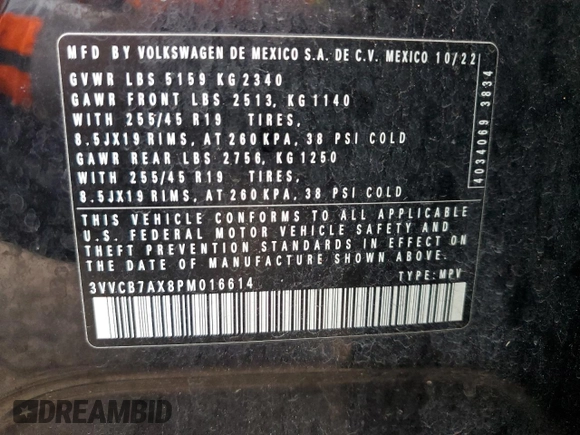 MFD BY VOLKSWAGEN DE MEXICO S.A. DE C.V. MEXICO 10/22
GVWR LBS 5159 KG 2340
GAWR FRONT LBS 2513, KG 1140
WITH 255/45 R19 TIRES,
8.5JX19 RIMS, AT 260 KPA, 38 PSI COLD
GAWR REAR LBS 2756, KG 1250
WITH 255/45 R19 TIRES,
8.5JX19 RIMS, AT 260 KPA, 38 PSI COLD
THIS VEHICLE CONFORMS TO ALL APPLICABLE
U.S. FEDERAL MOTOR VEHICLE SAFETY AND
THEFT PREVENTION STANDARDS IN EFFECT ON
THE DATE OF MANUFACTURE SHOWN ABOVE.
3VVCB7AX8PM016614 TYPE: MPV
4034069 3834
DREAMBID